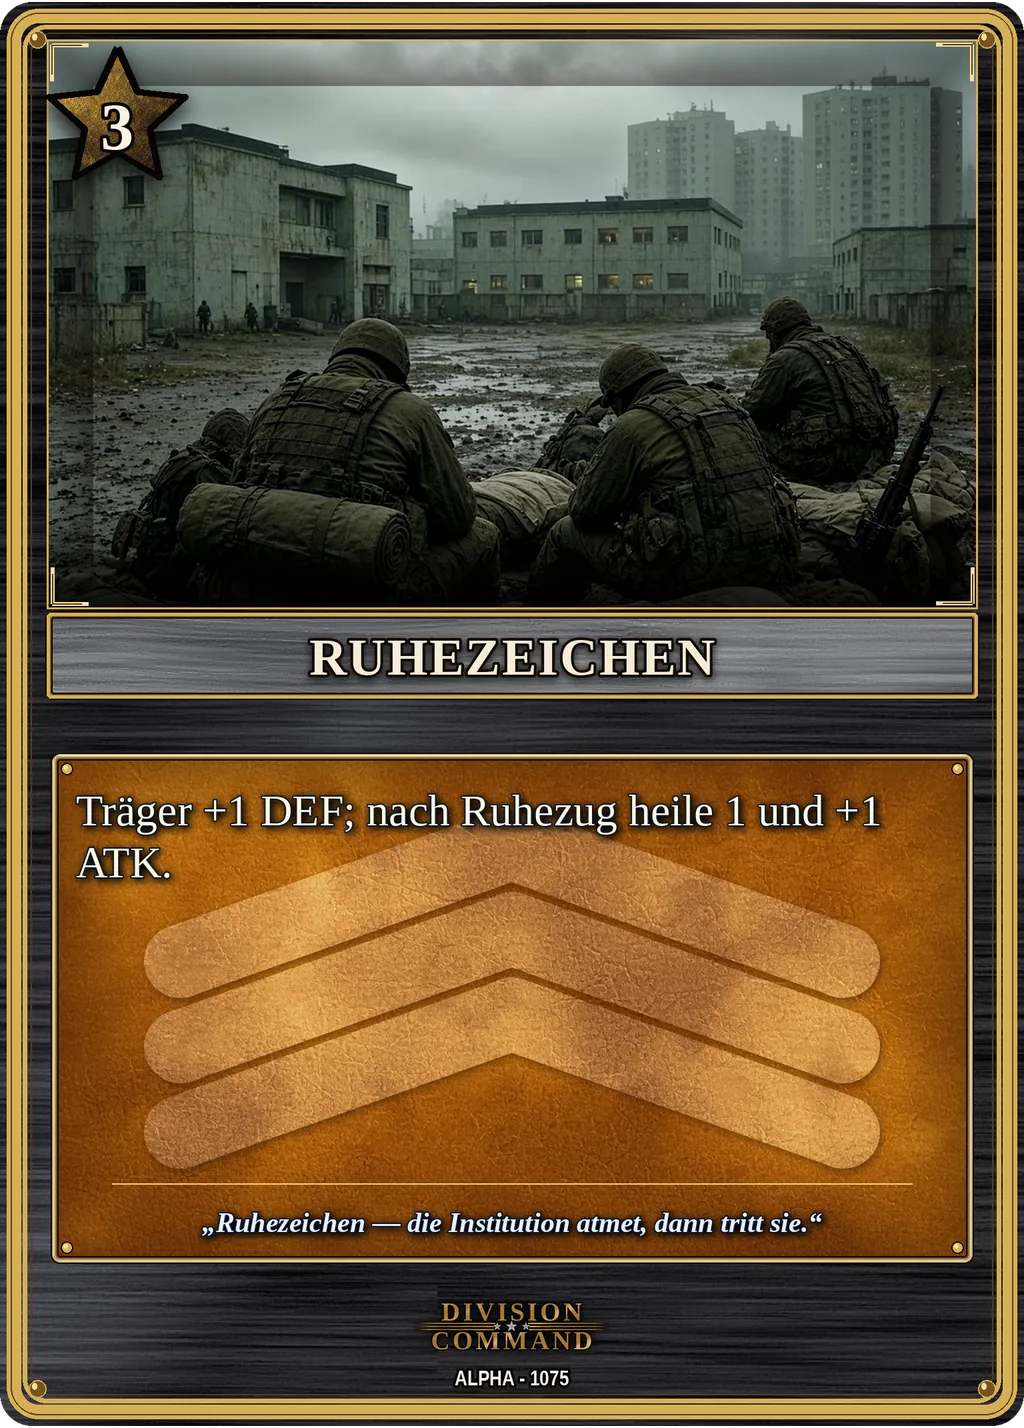 3
RUHEZEICHEN
Träger +1 DEF; nach Ruhezug heile 1 und +1
ATK.
„Ruhezeichen — die Institution atmet, dann tritt sie.“
DIVISION
COMMAND
ALPHA - 1075